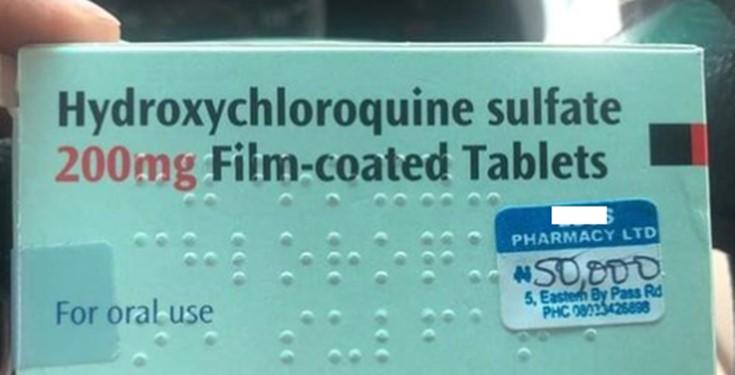 Hydroxychloroquine sulfate
200mg Film-coated Tablets
S
PHARMACY LTD
₦50,000
5, Eastern By Pass Rd
PHC 08033426898
For oral use